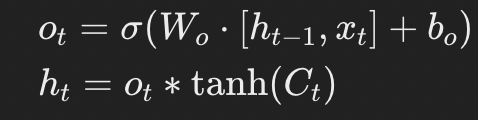 o_t = σ(W_o · [h_{t−1}, x_t] + b_o)
h_t = o_t * tanh(C_t)